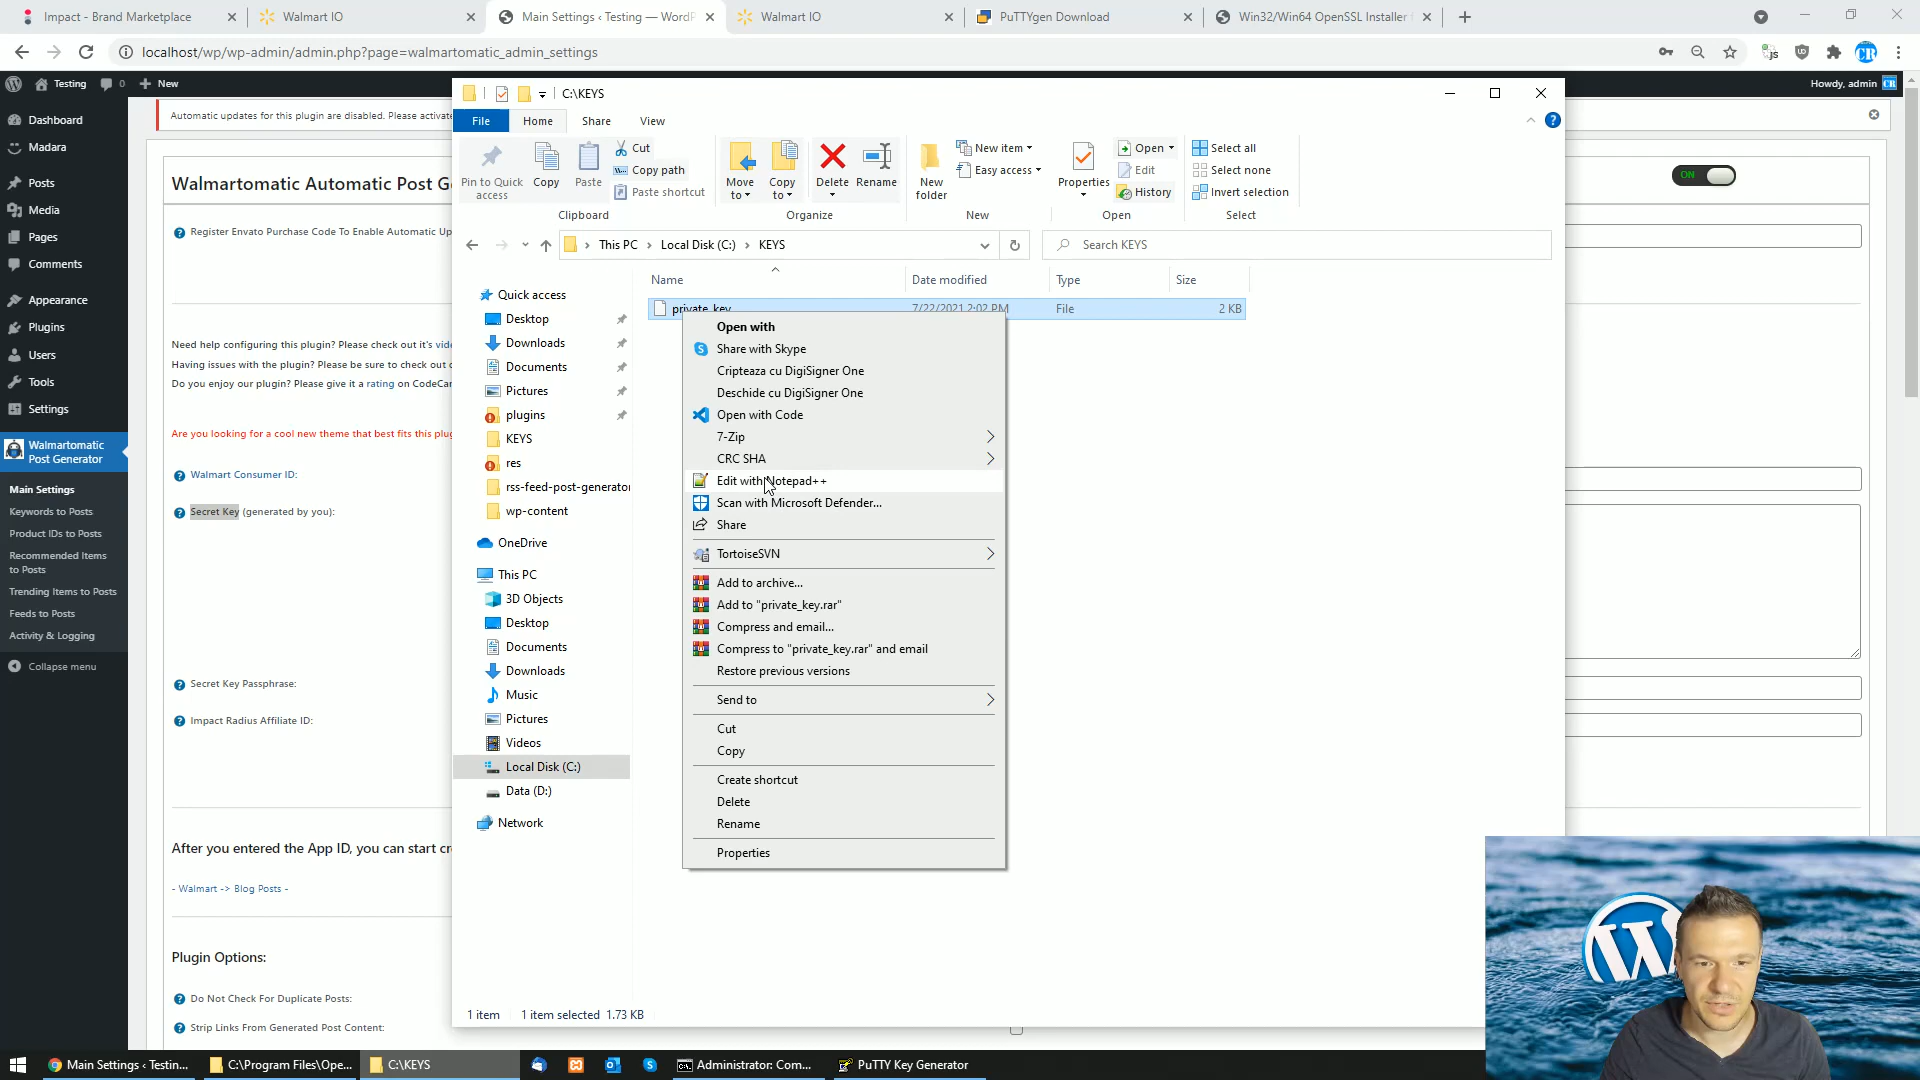 Impact - Brand Marketplace
Walmart IO
Main Settings ‹ Testing — WordP
Walmart IO
PuTTYgen Download
Win32/Win64 OpenSSL Installer
localhost/wp/wp-admin/admin.php?page=walmartomatic_admin_settings
Testing
0
New
Howdy, admin
Dashboard
Madara
Posts
Media
Pages
Comments
Appearance
Plugins
Users
Tools
Settings
Walmartomatic
Post Generator
Main Settings
Keywords to Posts
Product IDs to Posts
Recommended Items
to Posts
Trending Items to Posts
Feeds to Posts
Activity & Logging
Collapse menu
Automatic updates for this plugin are disabled. Please activate
Walmartomatic Automatic Post G
ON
Register Envato Purchase Code To Enable Automatic Up
Need help configuring this plugin? Please check out it's vide
Having issues with the plugin? Please be sure to check out
Do you enjoy our plugin? Please give it a rating on CodeCan
Are you looking for a cool new theme that best fits this plug
Walmart Consumer ID:
Secret Key (generated by you):
Secret Key Passphrase:
Impact Radius Affiliate ID:
After you entered the App ID, you can start cr
- Walmart -> Blog Posts -
Plugin Options:
Do Not Check For Duplicate Posts:
Strip Links From Generated Post Content:
C:\KEYS
File
Home
Share
View
Pin to Quick
access
Copy
Paste
Cut
Copy path
Paste shortcut
Clipboard
Move
to
Copy
to
Delete
Rename
Organize
New
folder
New item
Easy access
New
Properties
Open
Edit
History
Open
Select all
Select none
Invert selection
Select
This PC
Local Disk (C:)
KEYS
Search KEYS
Name
Date modified
Type
Size
private_key
7/22/2021 2:02 PM
File
2 KB
Quick access
Desktop
Downloads
Documents
Pictures
plugins
KEYS
res
rss-feed-post-generator
wp-content
OneDrive
This PC
3D Objects
Desktop
Documents
Downloads
Music
Pictures
Videos
Local Disk (C:)
Data (D:)
Network
Open with
Share with Skype
Cripteaza cu DigiSigner One
Deschide cu DigiSigner One
Open with Code
7-Zip
CRC SHA
Edit with Notepad++
Scan with Microsoft Defender...
Share
TortoiseSVN
Add to archive...
Add to "private_key.rar"
Compress and email...
Compress to "private_key.rar" and email
Restore previous versions
Send to
Cut
Copy
Create shortcut
Delete
Rename
Properties
1 item
1 item selected 1.73 KB
Main Settings ‹ Testin...
C:\Program Files\Ope...
C:\KEYS
Administrator: Com...
PuTTY Key Generator